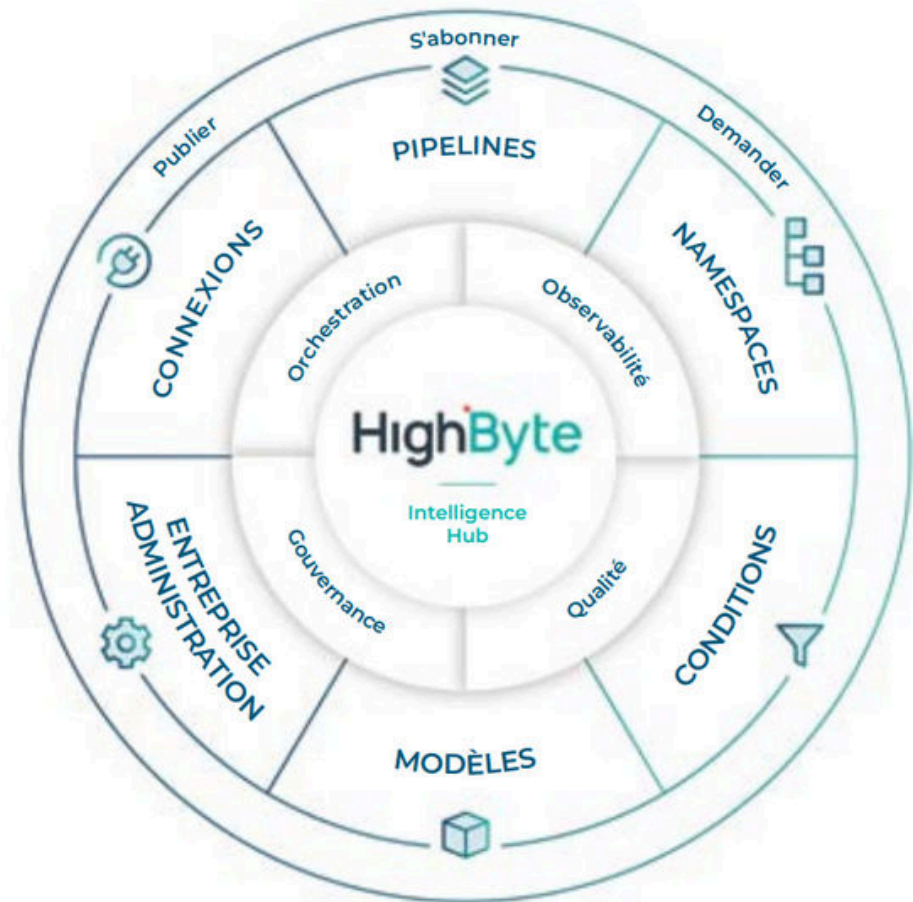 S'abonner
Publier
Demander
PIPELINES
CONNEXIONS
NAMESPACES
Orchestration
Observabilité
HighByte
Intelligence
Hub
ENTREPRISE
ADMINISTRATION
Gouvernance
Qualité
CONDITIONS
MODÈLES